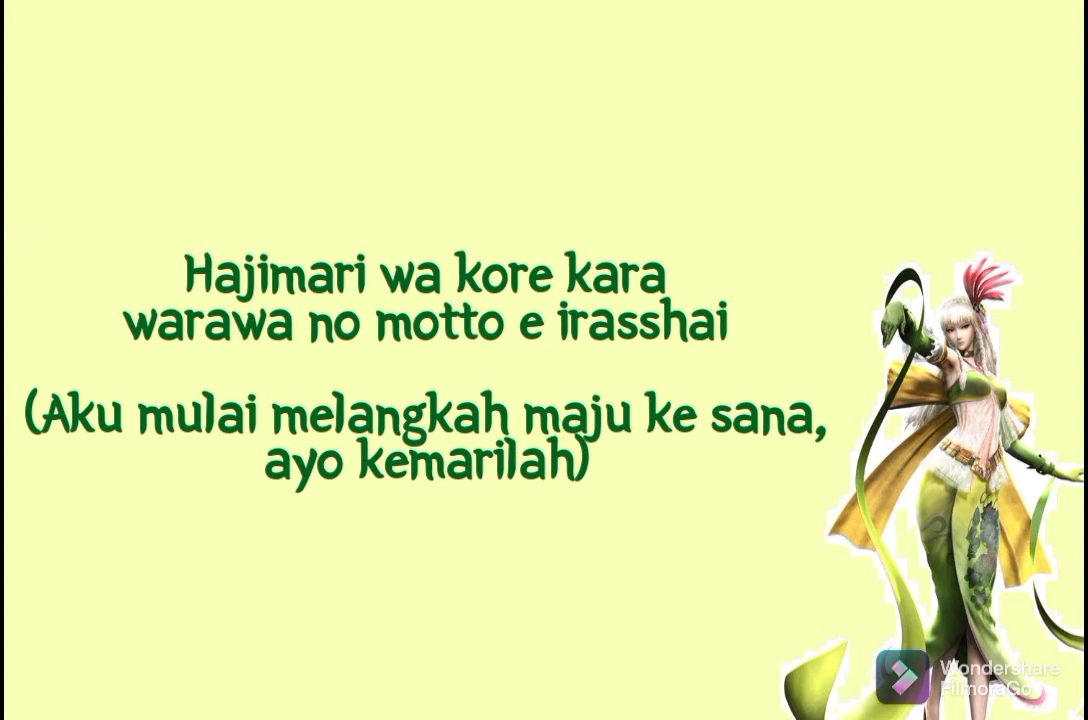 Hajimari wa kore kara
warawa no motto e irasshai
(Aku mulai melangkah maju ke sana,
ayo kemarilah)
Wondershare
FilmoraGo